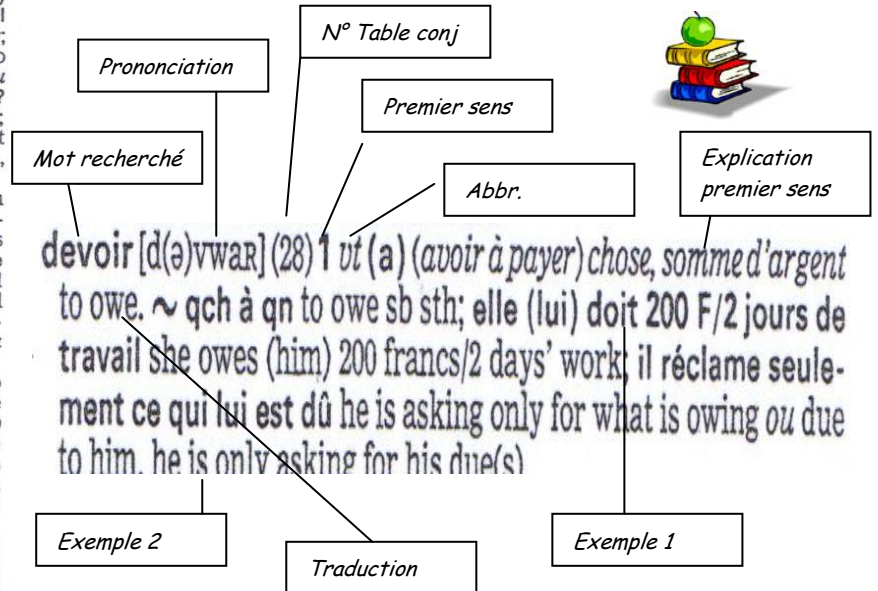 N° Table conj
Prononciation
Premier sens
Mot recherché
Abbr.
Explication
premier sens
devoir [d(ə)vwaʀ] (28) 1 vt (a) (avoir à payer) chose, somme d'argent
to owe. ~ qch à qn to owe sb sth; elle (lui) doit 200 F/2 jours de
travail she owes (him) 200 francs/2 days' work; il réclame seule-
ment ce qui lui est dû he is asking only for what is owing ou due
to him, he is only asking for his due(s)
Exemple 2
Exemple 1
Traduction